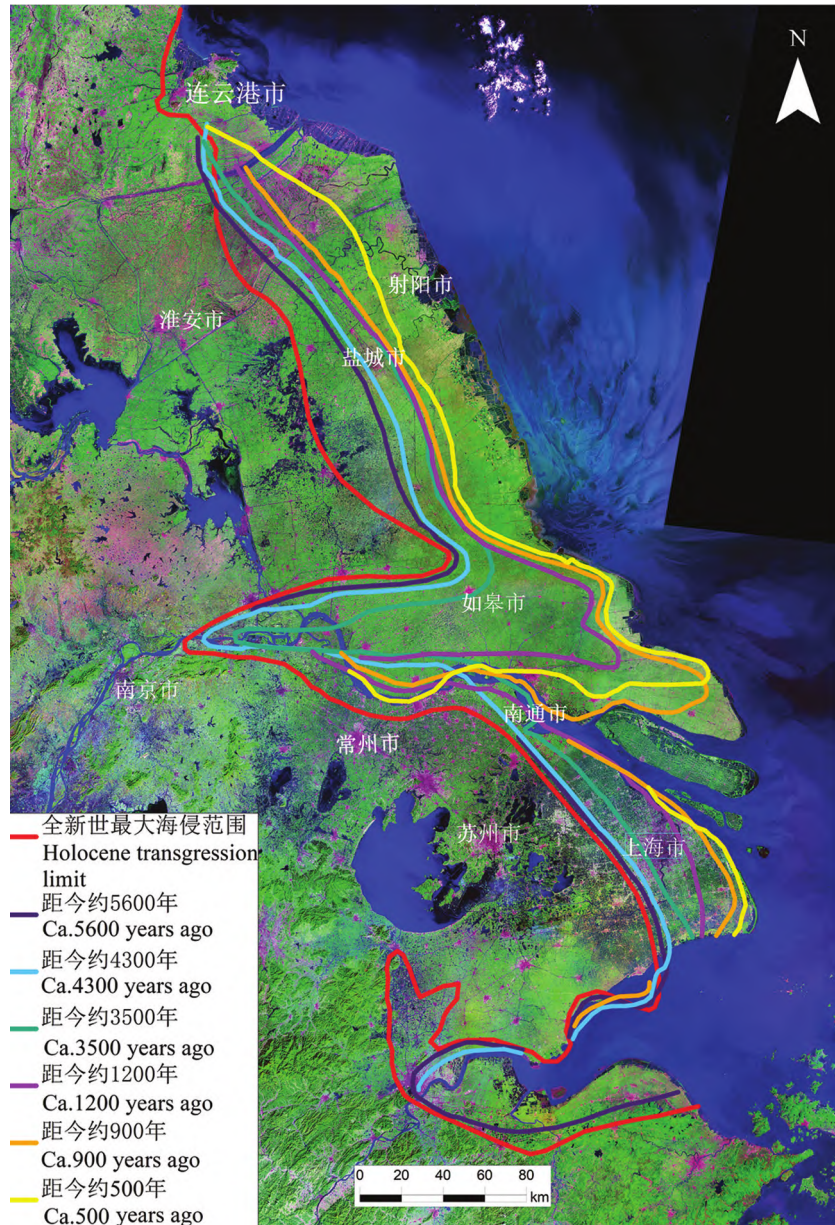 N
连云港市
射阳市
淮安市
盐城市
如皋市
南京市
南通市
常州市
苏州市
上海市
全新世最大海侵范围
Holocene transgression
limit
距今约5600年
Ca.5600 years ago
距今约4300年
Ca.4300 years ago
距今约3500年
Ca.3500 years ago
距今约1200年
Ca.1200 years ago
距今约900年
Ca.900 years ago
距今约500年
Ca.500 years ago
0 20 40 60 80
km